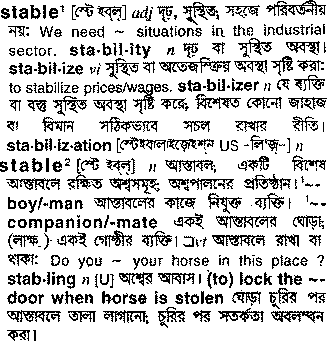 stable¹ [স্টেইব্‌ল্] adj দৃঢ়, সুস্থিত; সহজে পরিবর্তনীয়
নয়: We need ~ situations in the industrial
sector. sta·bil·ity n দৃঢ় বা সুস্থিত অবস্থা।
sta·bil·ize vi সুস্থিত বা অতেজস্ক্রিয় অবস্থা সৃষ্টি করা:
to stabilize prices/wages. sta·bil·izer n যে ব্যক্তি
বা বস্তু সুস্থিত অবস্থা সৃষ্টি করে, বিশেষত কোনো জাহাজ
বা বিমান সঠিকভাবে সচল রাখার রীতি।
sta·bil·iz·ation [স্টেইবালাইজেইশ্‌ন্ US -লি'জ়-] n
stable² [স্টেইব্‌ল্] n আস্তাবল; একটি বিশেষ
আস্তাবলে রক্ষিত অশ্বসমূহ; অশ্বপালনের প্রতিষ্ঠান। '~-
boy/-man আস্তাবলের কাজে নিযুক্ত ব্যক্তি। '~-
companion/-mate একই আস্তাবলের ঘোড়া;
(লাক্ষ.) একই গোষ্ঠীর ব্যক্তি। □vt আস্তাবলে রাখা বা
থাকা: Do you ~ your horse in this place ?
stab·ling n [U] অশ্বের আবাস। (to) lock the ~-
door when horse is stolen ঘোড়া চুরির পর
আস্তাবলে তালা লাগানো; চুরির পর সতর্কতা অবলম্বন
করা।